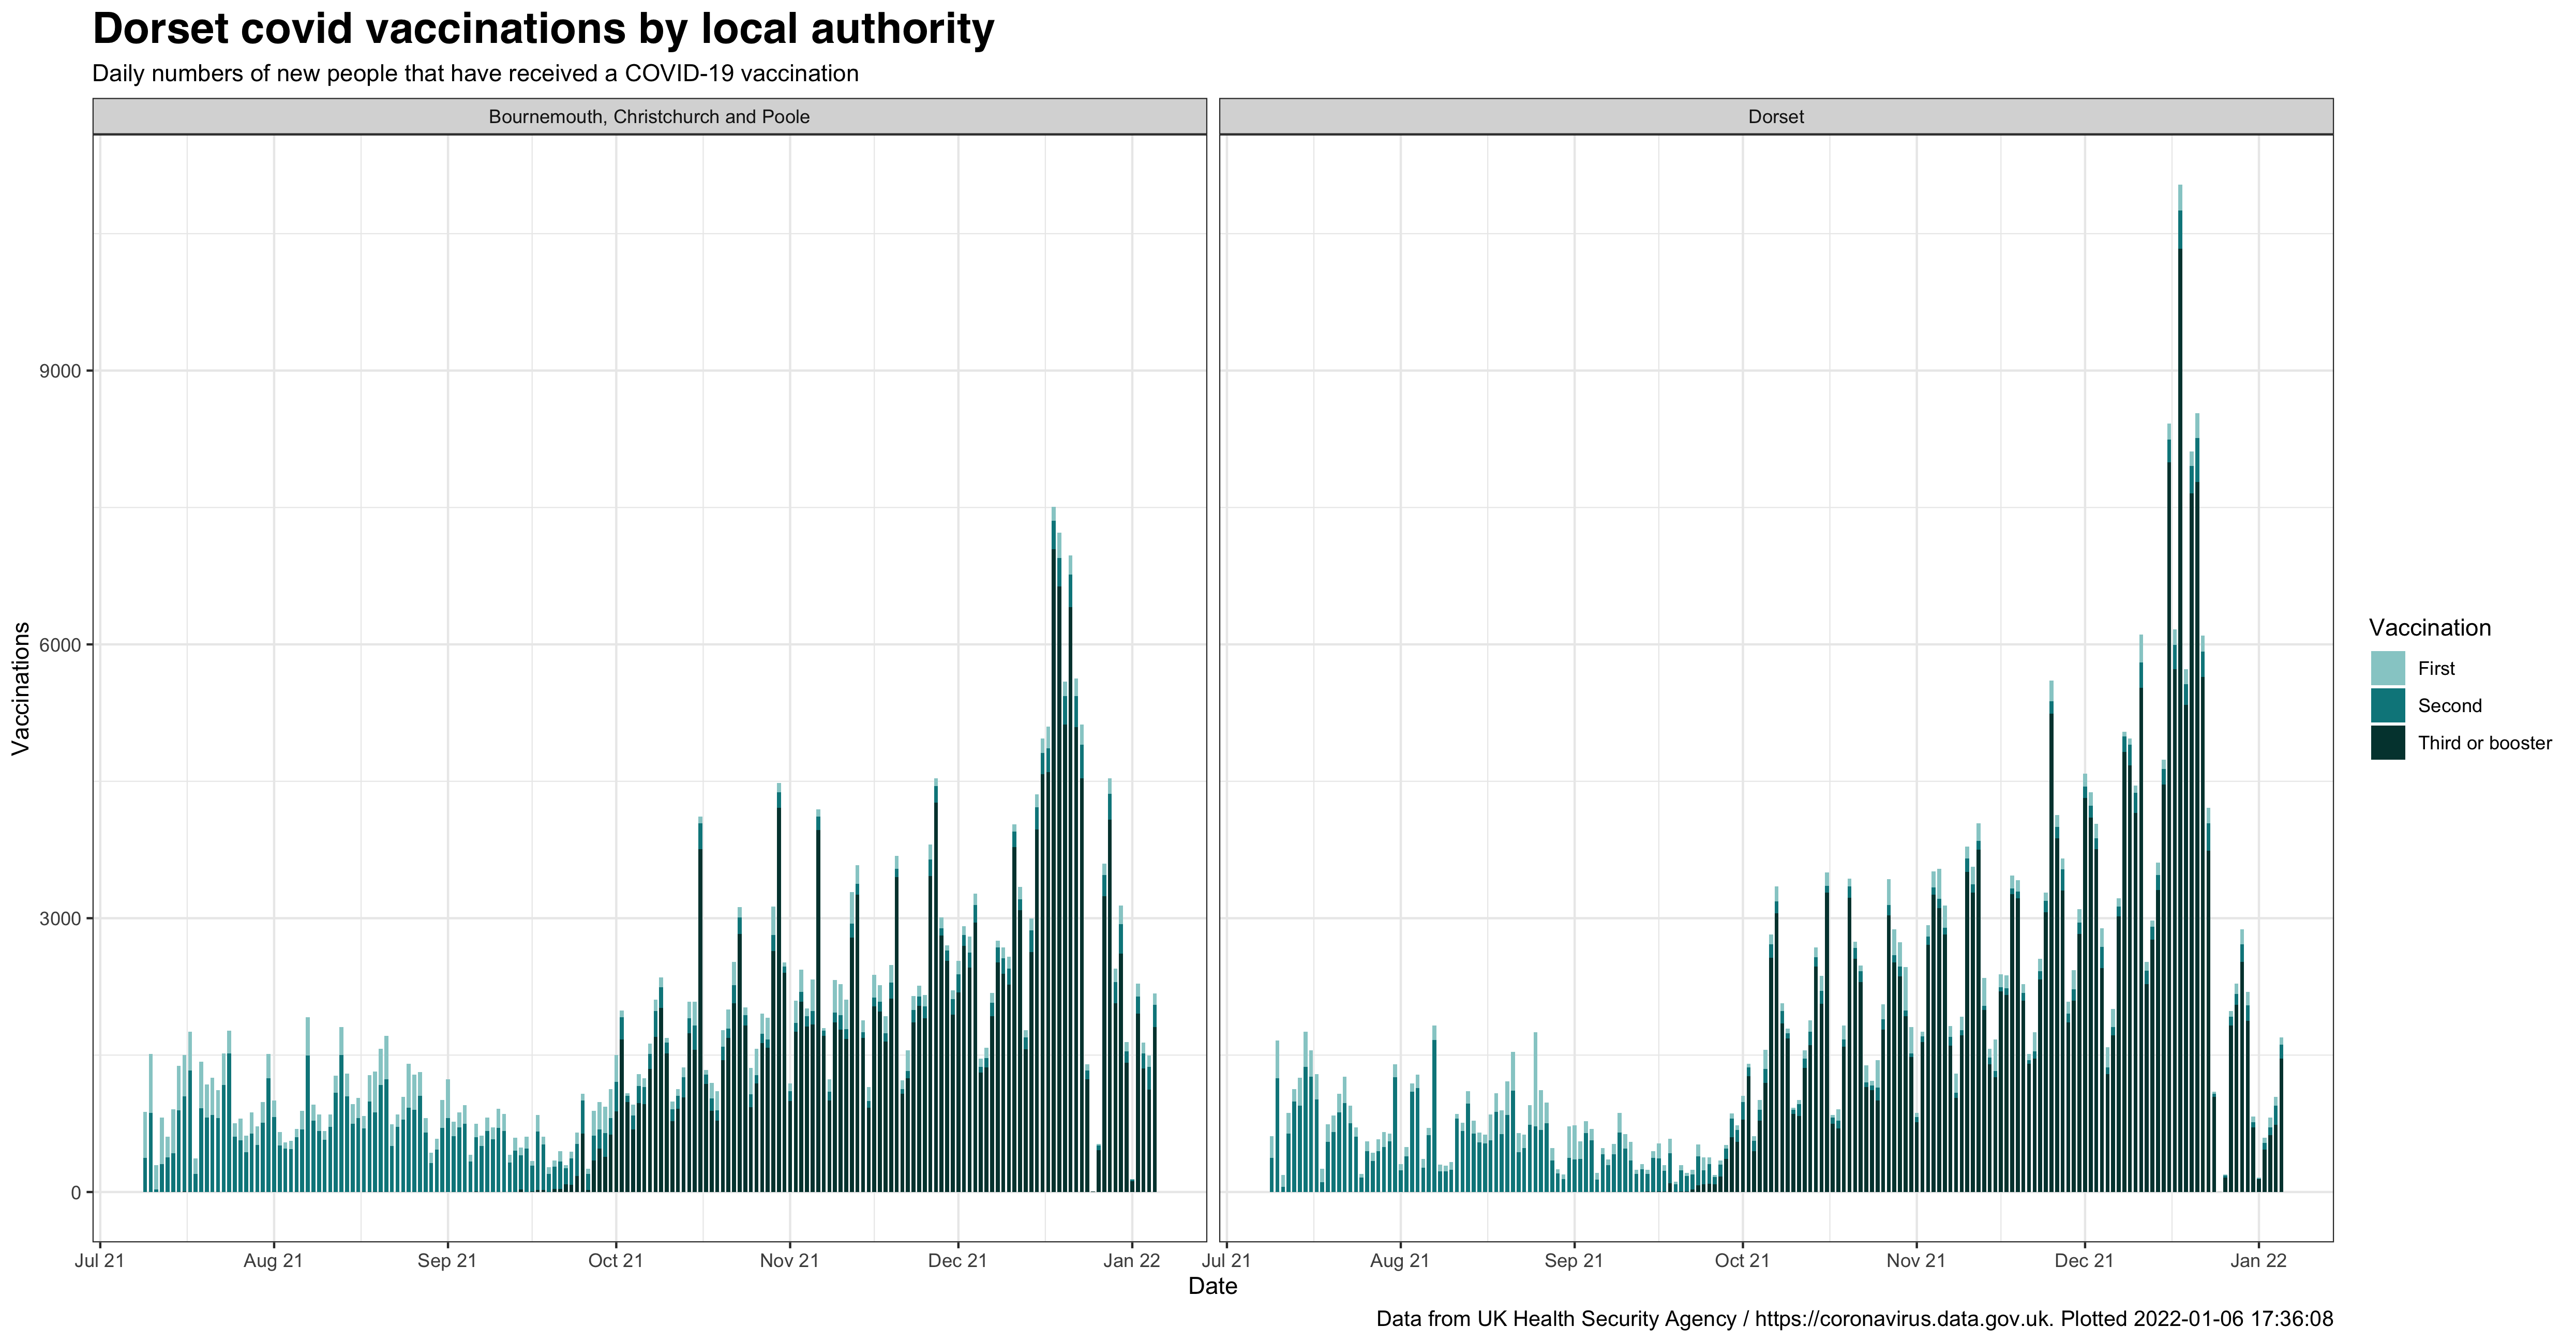 Dorset covid vaccinations by local authority
Daily numbers of new people that have received a COVID-19 vaccination
Bournemouth, Christchurch and Poole
Dorset
Vaccinations
9000
6000
3000
0
Jul 21 Aug 21 Sep 21 Oct 21 Nov 21 Dec 21 Jan 22
Jul 21 Aug 21 Sep 21 Oct 21 Nov 21 Dec 21 Jan 22
Date
Vaccination
First
Second
Third or booster
Data from UK Health Security Agency / https://coronavirus.data.gov.uk. Plotted 2022-01-06 17:36:08